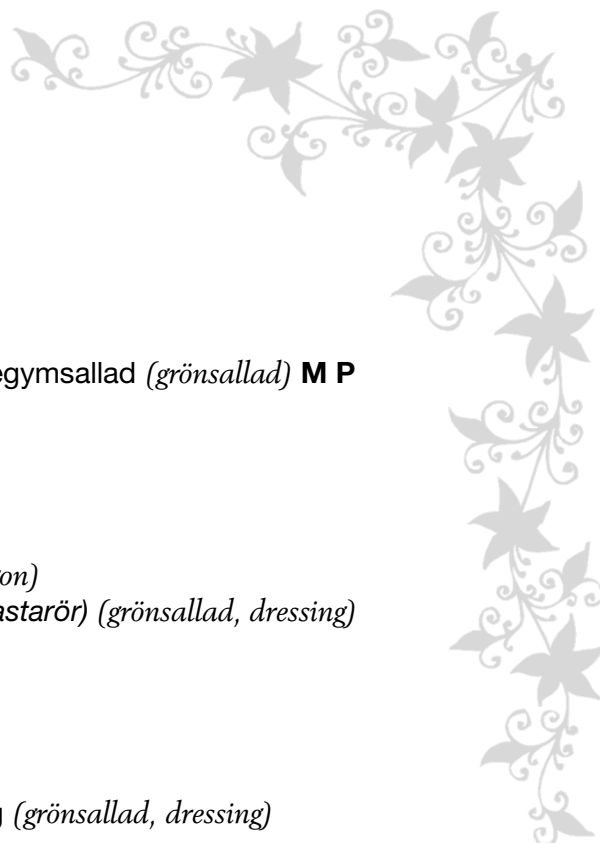 egymsallad (grönsallad) M P
on)
astarör) (grönsallad, dressing)
(grönsallad, dressing)